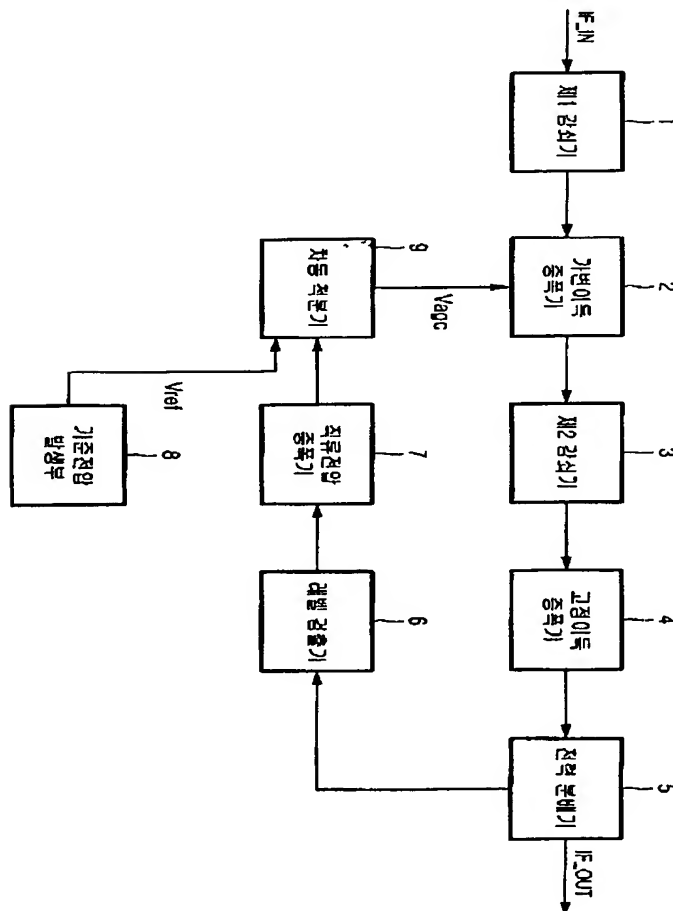 IF_IN
제1 감쇠기
1
가변이득
증폭기
2
제2 감쇠기
3
고정이득
증폭기
4
전력 분배기
5
IF_OUT
차동 적분기
9
Vagc
직류전압
증폭기
7
레벨 검출기
6
Vref
기준전압
발생부
8